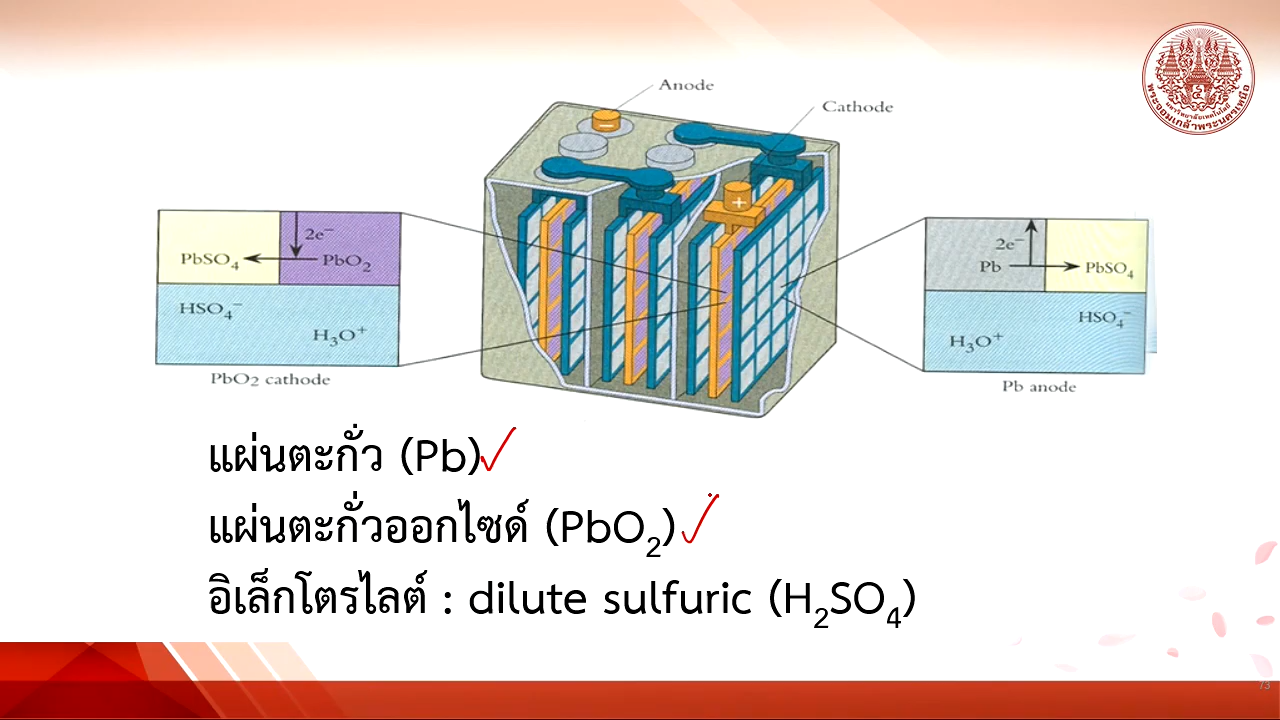 Anode
Cathode
−
+
2e⁻
PbSO₄
PbO₂
HSO₄⁻
H₃O⁺
PbO₂ cathode
2e⁻
Pb
PbSO₄
HSO₄⁻
H₃O⁺
Pb anode
แผ่นตะกั่ว (Pb)
แผ่นตะกั่วออกไซด์ (PbO₂)
อิเล็กโตรไลต์ : dilute sulfuric (H₂SO₄)
73